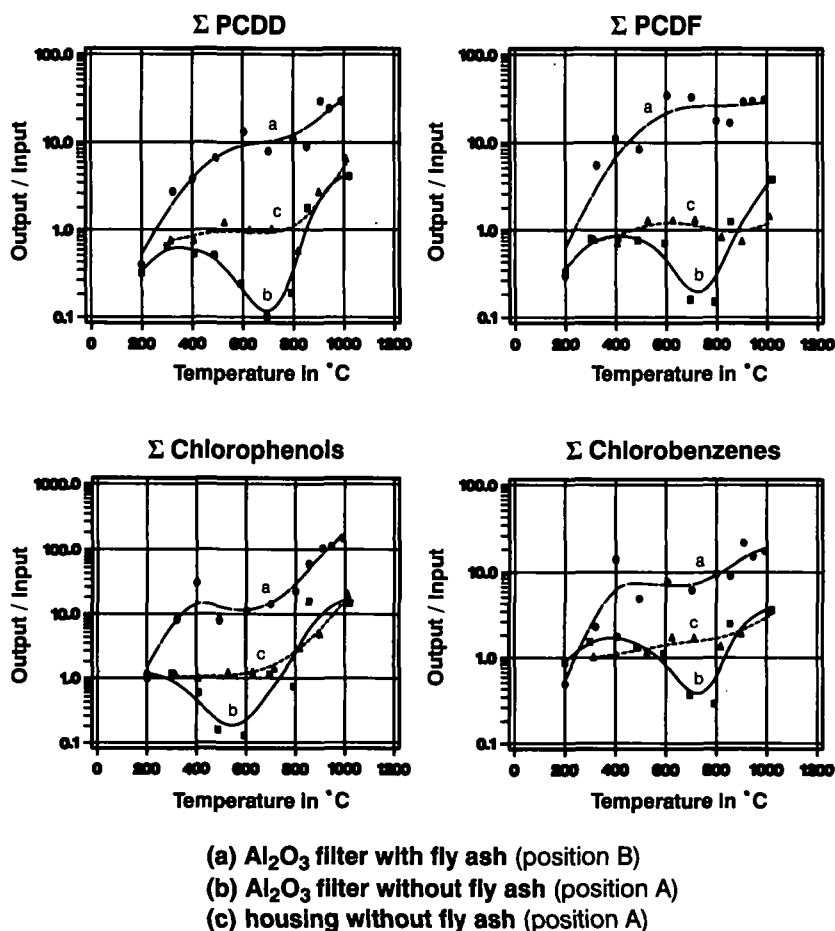 Σ PCDD
Σ PCDF
100.0
10.0
1.0
0.1
Output / Input
a
c
b
0
200
400
600
800
1000
1200
Temperature in °C
100.0
10.0
1.0
0.1
Output / Input
a
c
b
0
200
400
600
800
1000
1200
Temperature in °C
Σ Chlorophenols
Σ Chlorobenzenes
1000.0
100.0
10.0
1.0
0.1
Output / Input
a
c
b
0
200
400
600
800
1000
1200
Temperature in °C
100.0
10.0
1.0
0.1
Output / Input
a
c
b
0
200
400
600
800
1000
1200
Temperature in °C
(a) Al₂O₃ filter with fly ash (position B)
(b) Al₂O₃ filter without fly ash (position A)
(c) housing without fly ash (position A)